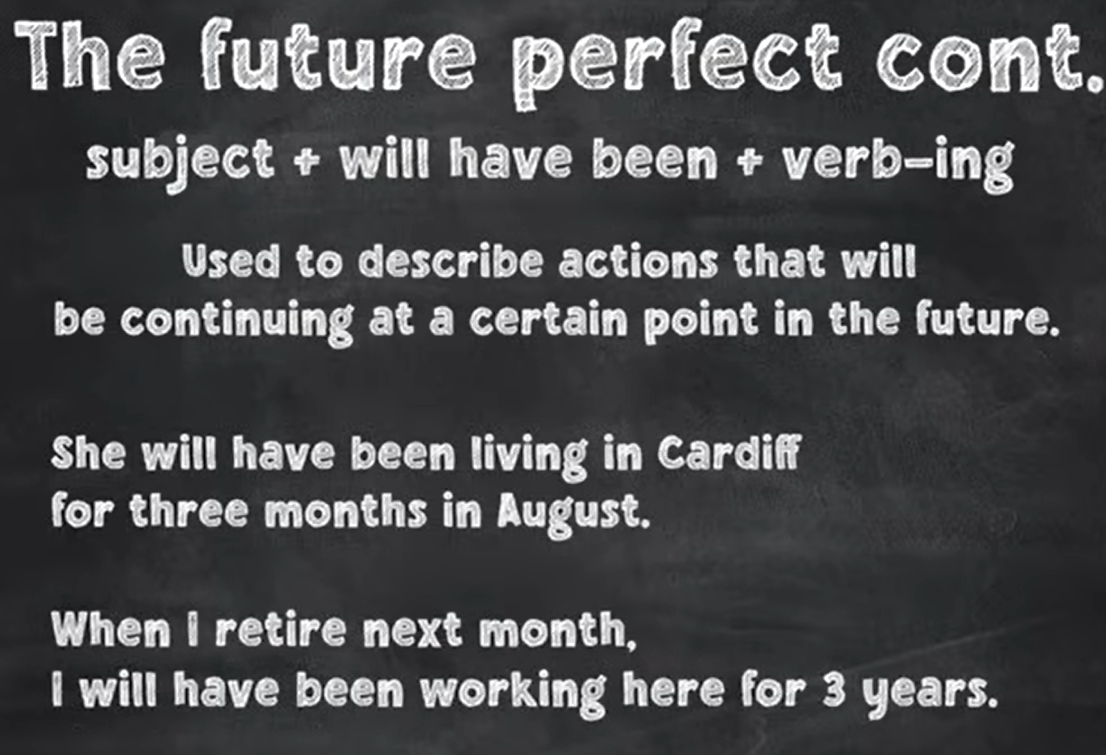 The future perfect cont.
subject + will have been + verb-ing
Used to describe actions that will
be continuing at a certain point in the future.
She will have been living in Cardiff
for three months in August.
When I retire next month,
I will have been working here for 3 years.